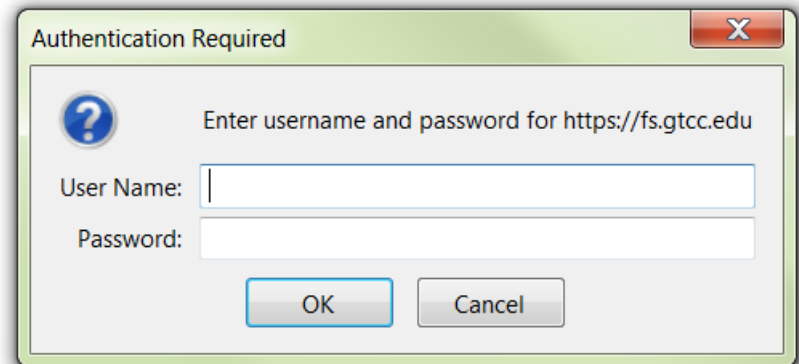 Authentication Required
Enter username and password for https://fs.gtcc.edu
User Name:
Password:
OK Cancel